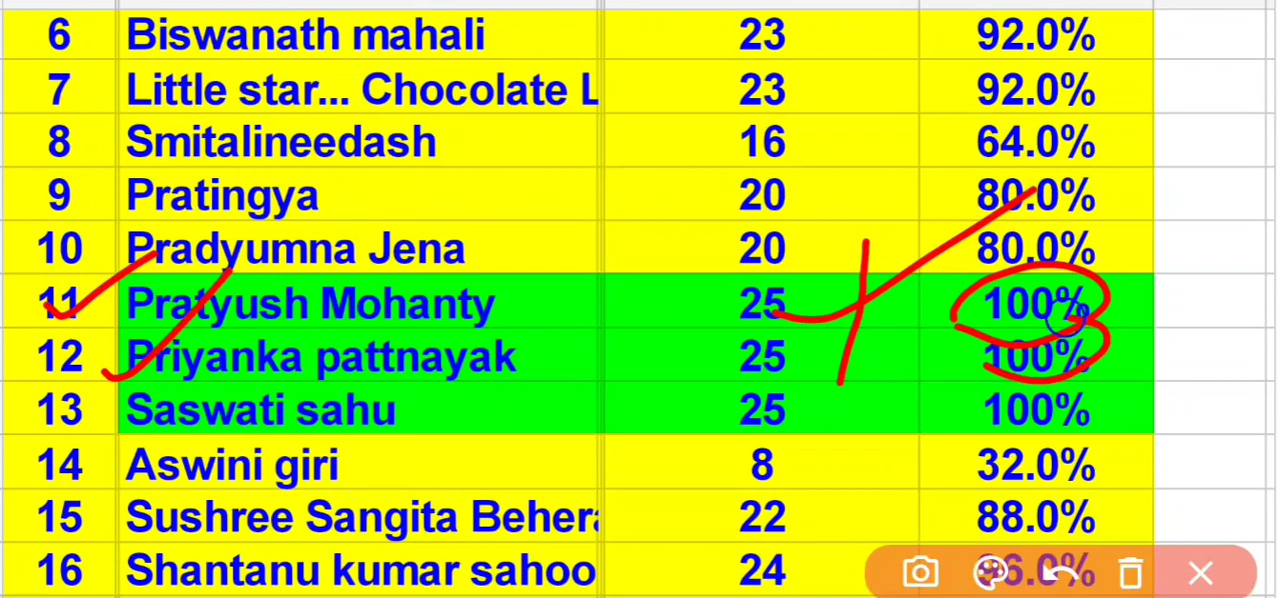 6 Biswanath mahali 23 92.0%
7 Little star... Chocolate L 23 92.0%
8 Smitalineedash 16 64.0%
9 Pratingya 20 80.0%
10 Pradyumna Jena 20 80.0%
11 Pratyush Mohanty 25 100%
12 Priyanka pattnayak 25 100%
13 Saswati sahu 25 100%
14 Aswini giri 8 32.0%
15 Sushree Sangita Behera 22 88.0%
16 Shantanu kumar sahoo 24 96.0%